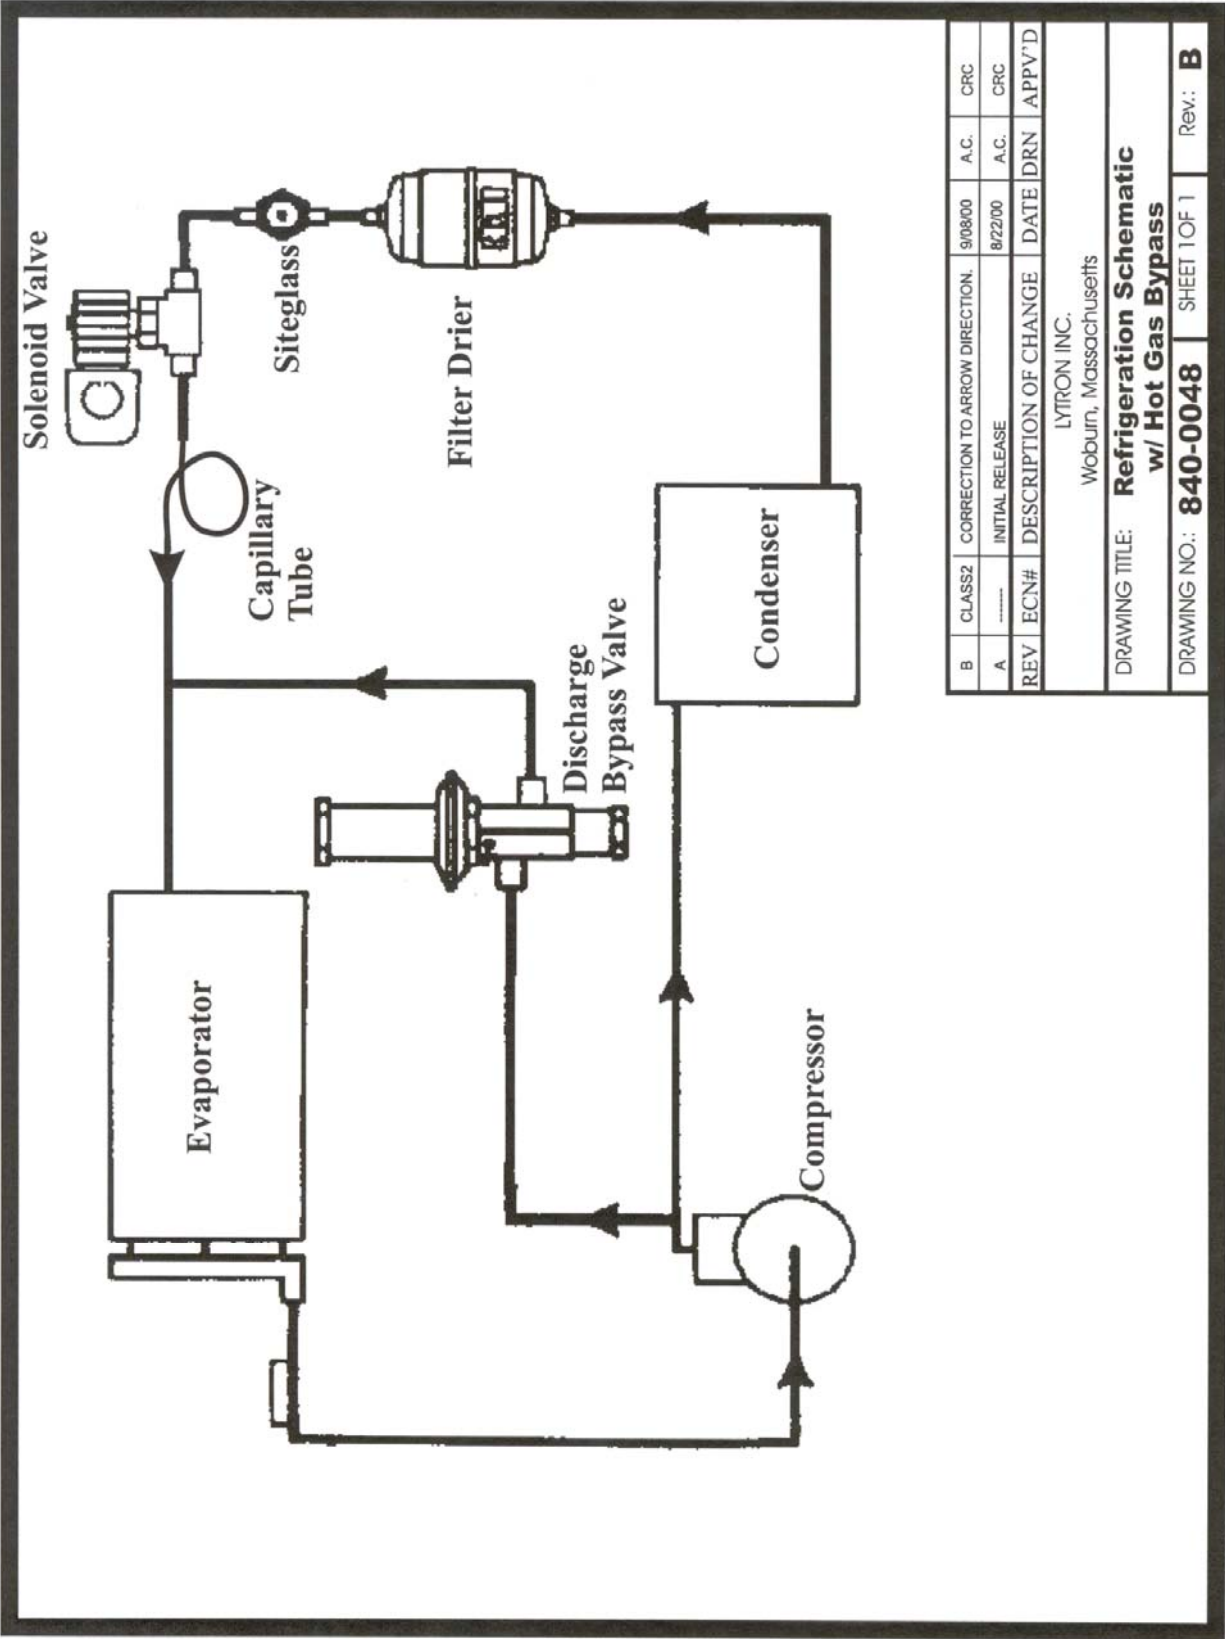 Solenoid Valve
Siteglass
Filter Drier
Capillary
Tube
Evaporator
Discharge
Bypass Valve
Condenser
Compressor
B CLASS2 CORRECTION TO ARROW DIRECTION. 9/08/00 A.C. CRC
A ------- INITIAL RELEASE 8/22/00 A.C. CRC
REV ECN# DESCRIPTION OF CHANGE DATE DRN APPV'D
LYTRON INC.
Woburn, Massachusetts
DRAWING TITLE: Refrigeration Schematic
w/ Hot Gas Bypass
DRAWING NO.: 840-0048 SHEET 1 OF 1 Rev.: B